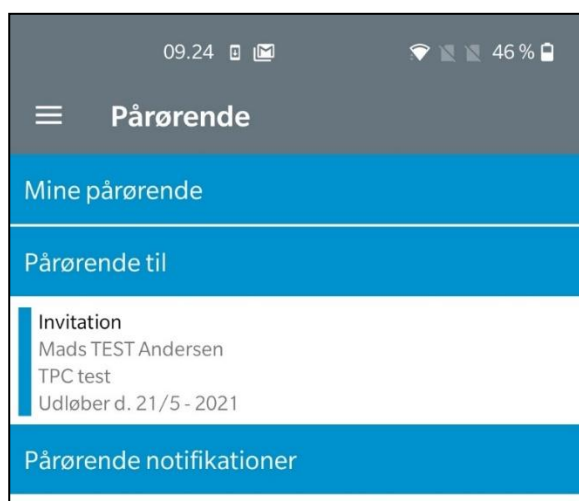 09.24 46 %
Pårørende
Mine pårørende
Pårørende til
Invitation
Mads TEST Andersen
TPC test
Udløber d. 21/5 - 2021
Pårørende notifikationer